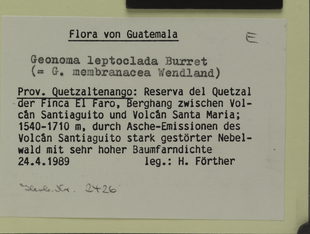 Flora von Guatemala
E
Geonoma leptoclada Burret
(= G. membranacea Wendland)
Prov. Quetzaltenango: Reserva del Quetzal
der Finca El Faro, Berghang zwischen Vol-
cán Santiaguito und Volcán Santa Maria;
1540-1710 m, durch Asche-Emissionen des
Volcán Santiaguito stark gestörter Nebel-
wald mit sehr hoher Baumfarndichte
24.4.1989 leg.: H. Förther
2426